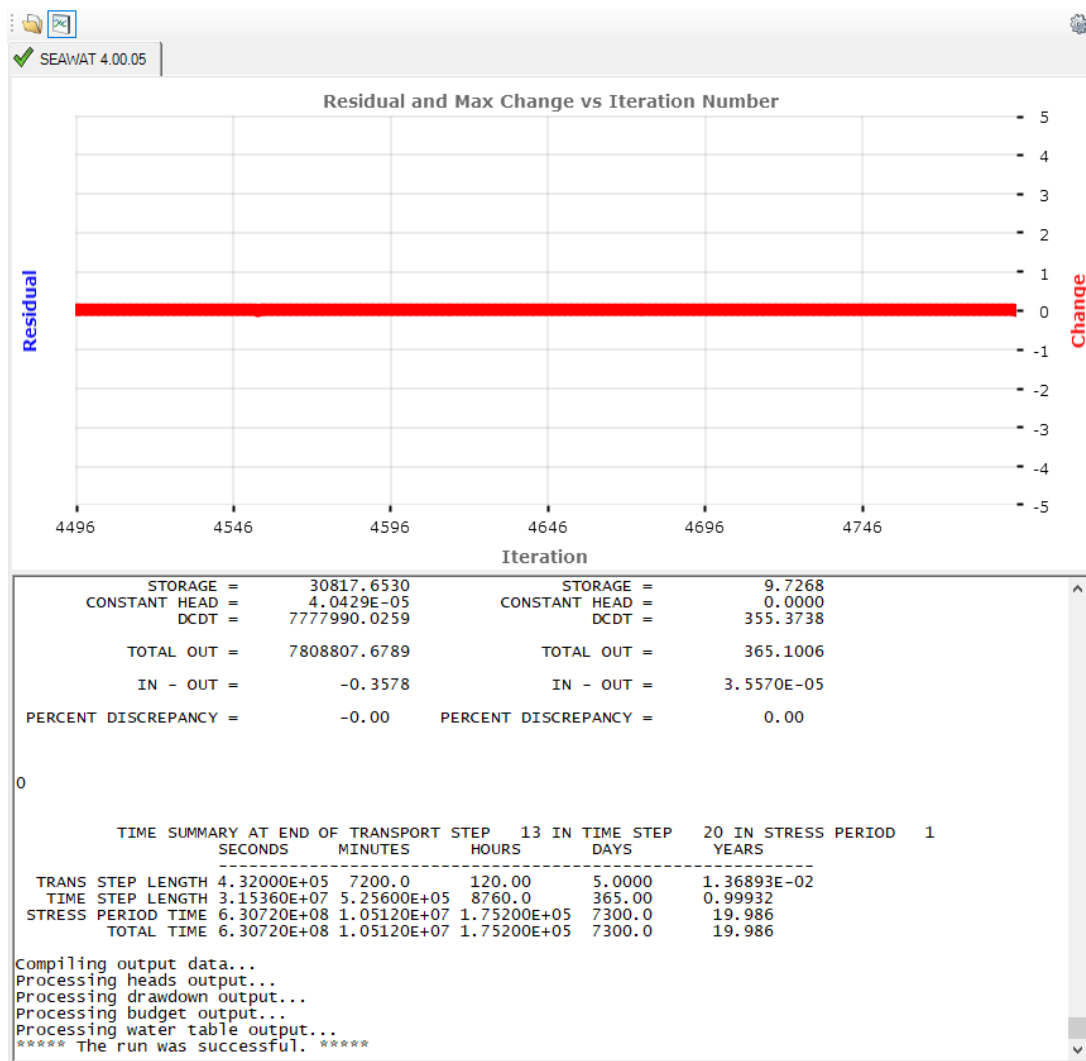 SEAWAT 4.00.05
Residual and Max Change vs Iteration Number
5
4
3
2
1
0
-1
-2
-3
-4
-5
Residual
Change
4496 4546 4596 4646 4696 4746
Iteration
STORAGE = 30817.6530 STORAGE = 9.7268
CONSTANT HEAD = 4.0429E-05 CONSTANT HEAD = 0.0000
DCDT = 7777990.0259 DCDT = 355.3738
TOTAL OUT = 7808807.6789 TOTAL OUT = 365.1006
IN - OUT = -0.3578 IN - OUT = 3.5570E-05
PERCENT DISCREPANCY = -0.00 PERCENT DISCREPANCY = 0.00
0
TIME SUMMARY AT END OF TRANSPORT STEP 13 IN TIME STEP 20 IN STRESS PERIOD 1
SECONDS MINUTES HOURS DAYS YEARS
-----------------------------------------------------------
TRANS STEP LENGTH 4.32000E+05 7200.0 120.00 5.0000 1.36893E-02
TIME STEP LENGTH 3.15360E+07 5.25600E+05 8760.0 365.00 0.99932
STRESS PERIOD TIME 6.30720E+08 1.05120E+07 1.75200E+05 7300.0 19.986
TOTAL TIME 6.30720E+08 1.05120E+07 1.75200E+05 7300.0 19.986
Compiling output data...
Processing heads output...
Processing drawdown output...
Processing budget output...
Processing water table output...
***** The run was successful. *****